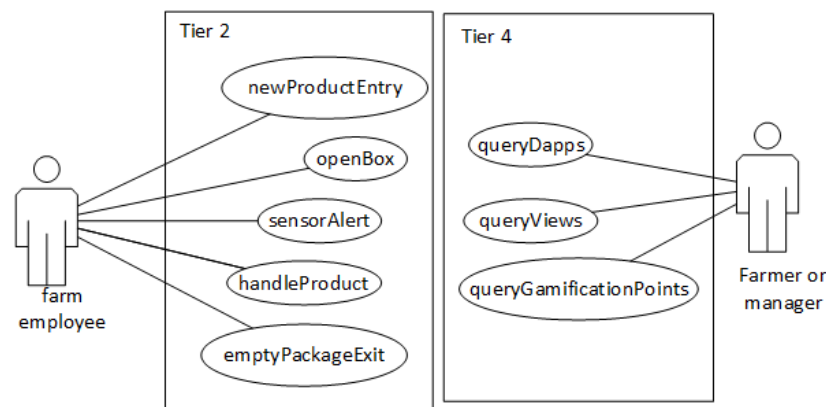 Tier 2
newProductEntry
openBox
sensorAlert
handleProduct
emptyPackageExit
farm
employee
Tier 4
queryDapps
queryViews
queryGamificationPoints
Farmer or
manager